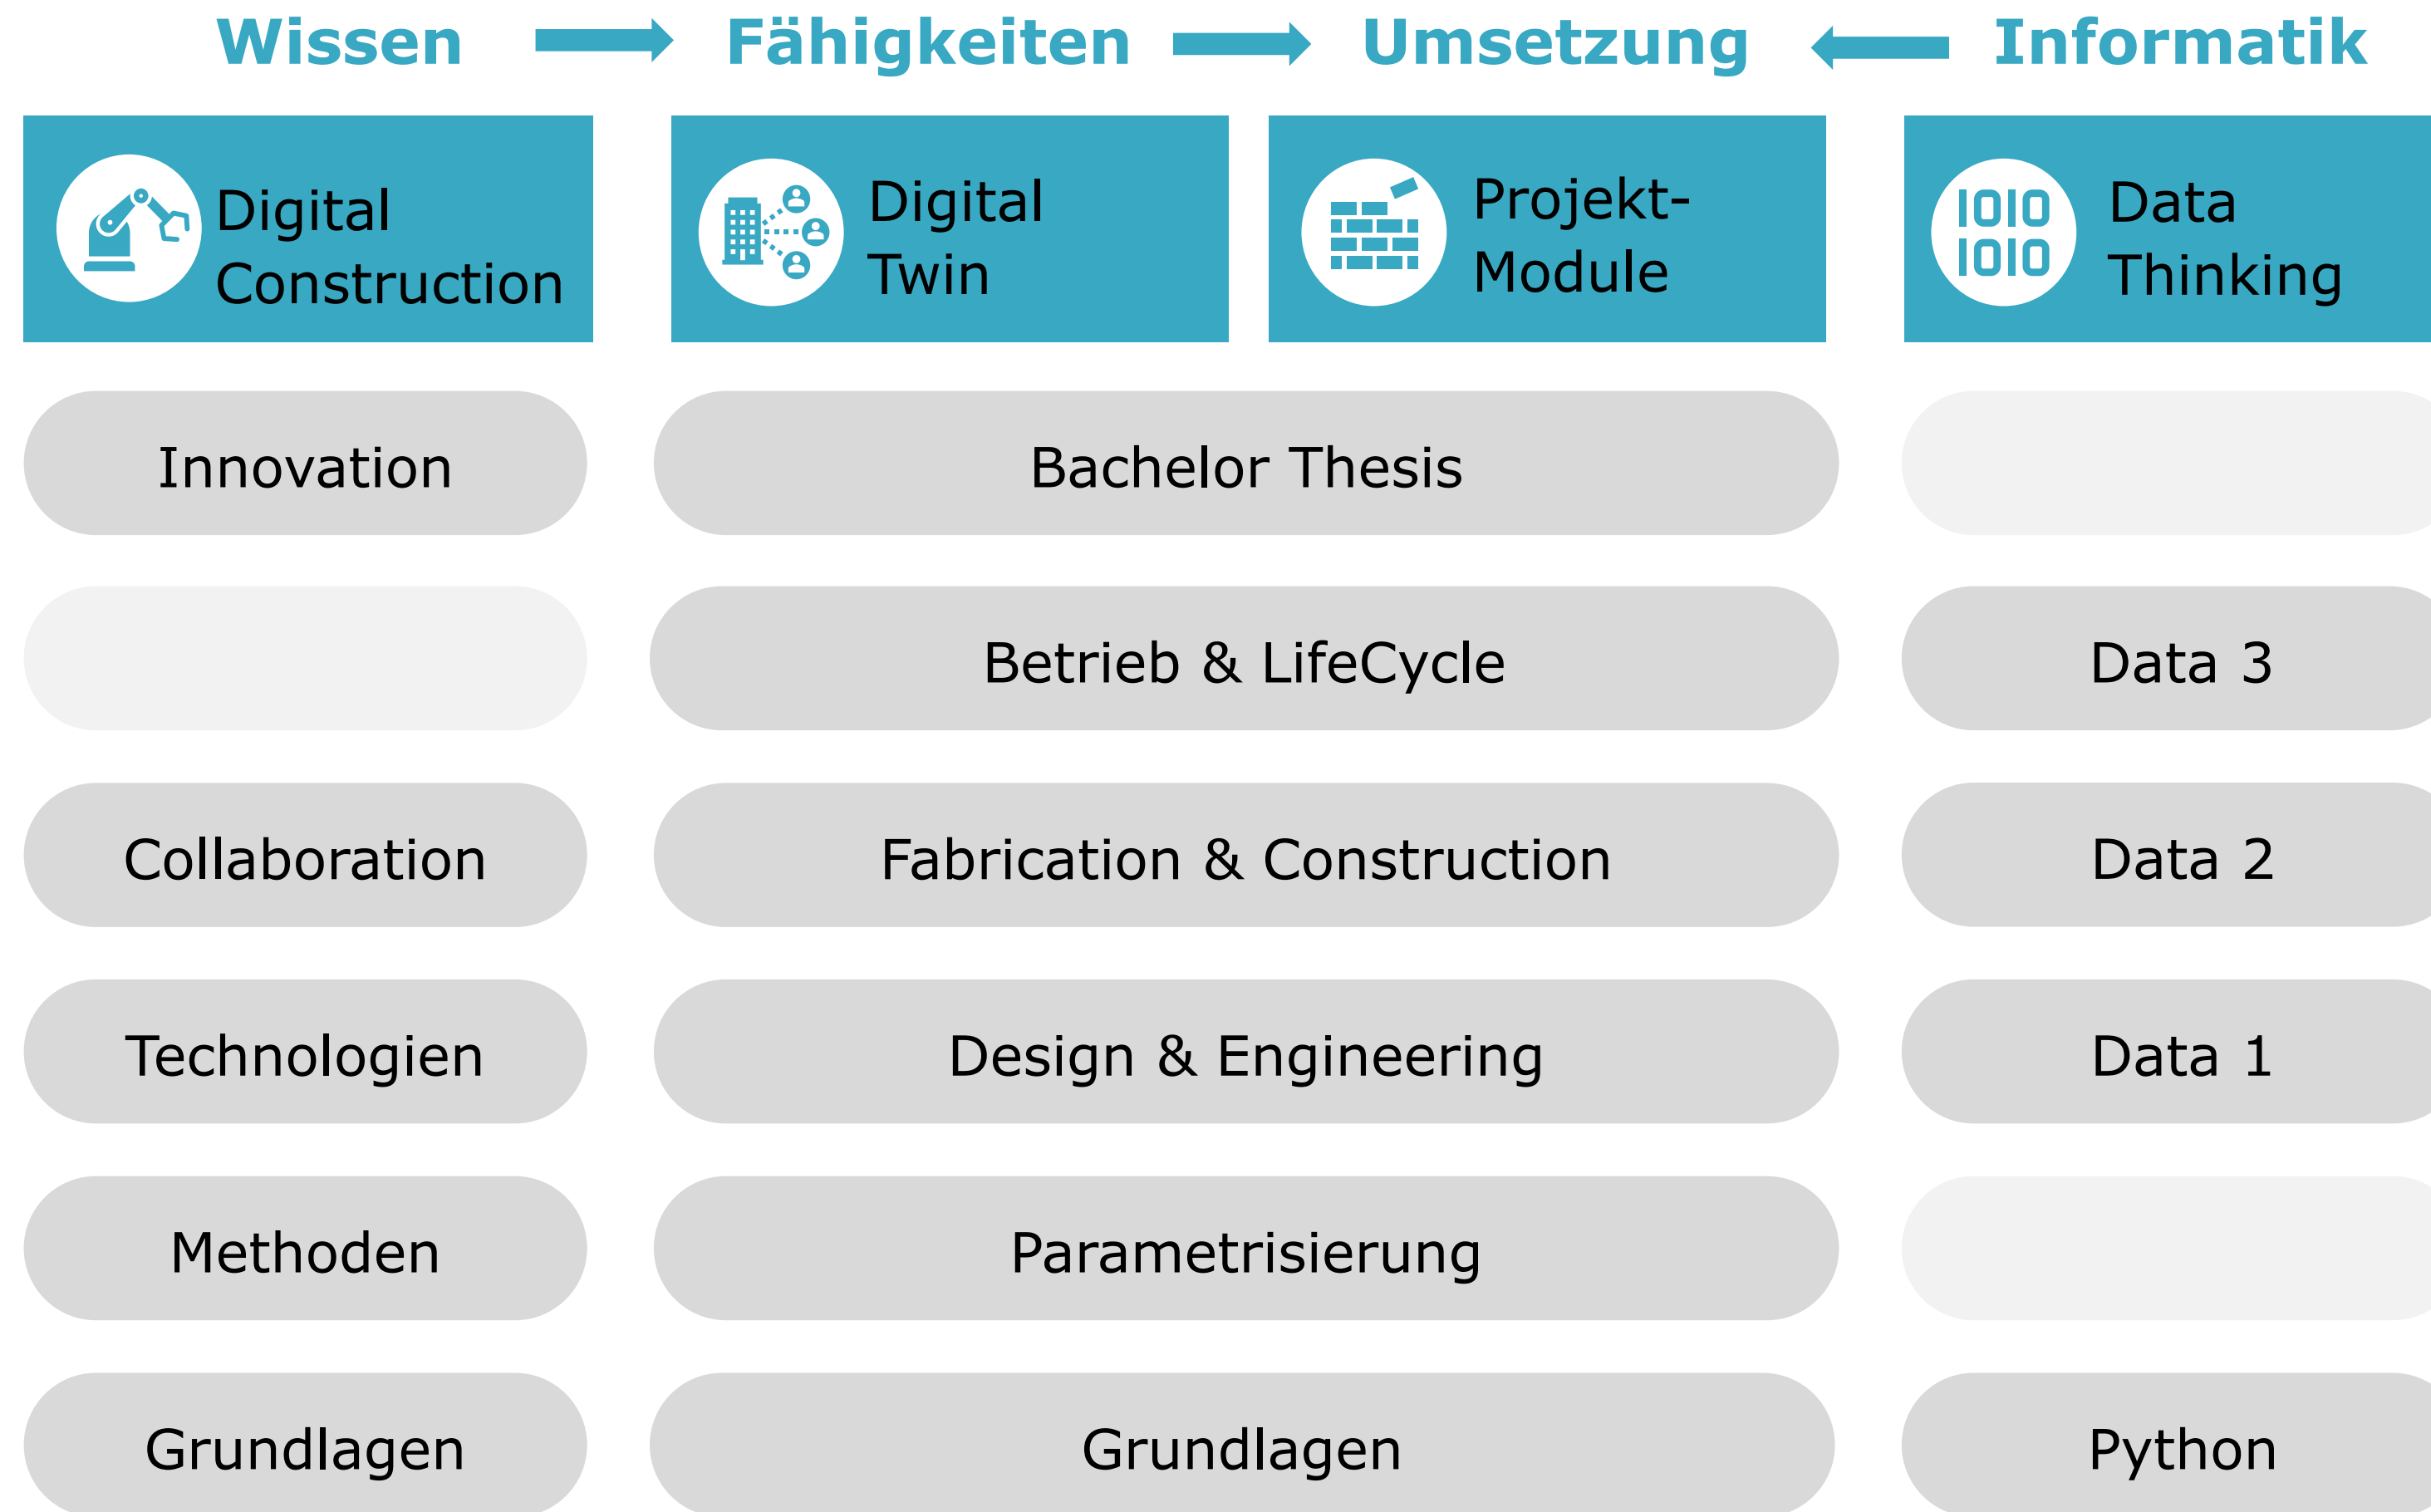 Wissen Fähigkeiten Umsetzung Informatik
Digital
Construction
Digital
Twin
Projekt-
Module
Data
Thinking
Innovation
Bachelor Thesis
Betrieb & LifeCycle
Data 3
Collaboration
Fabrication & Construction
Data 2
Technologien
Design & Engineering
Data 1
Methoden
Parametrisierung
Grundlagen
Grundlagen
Python